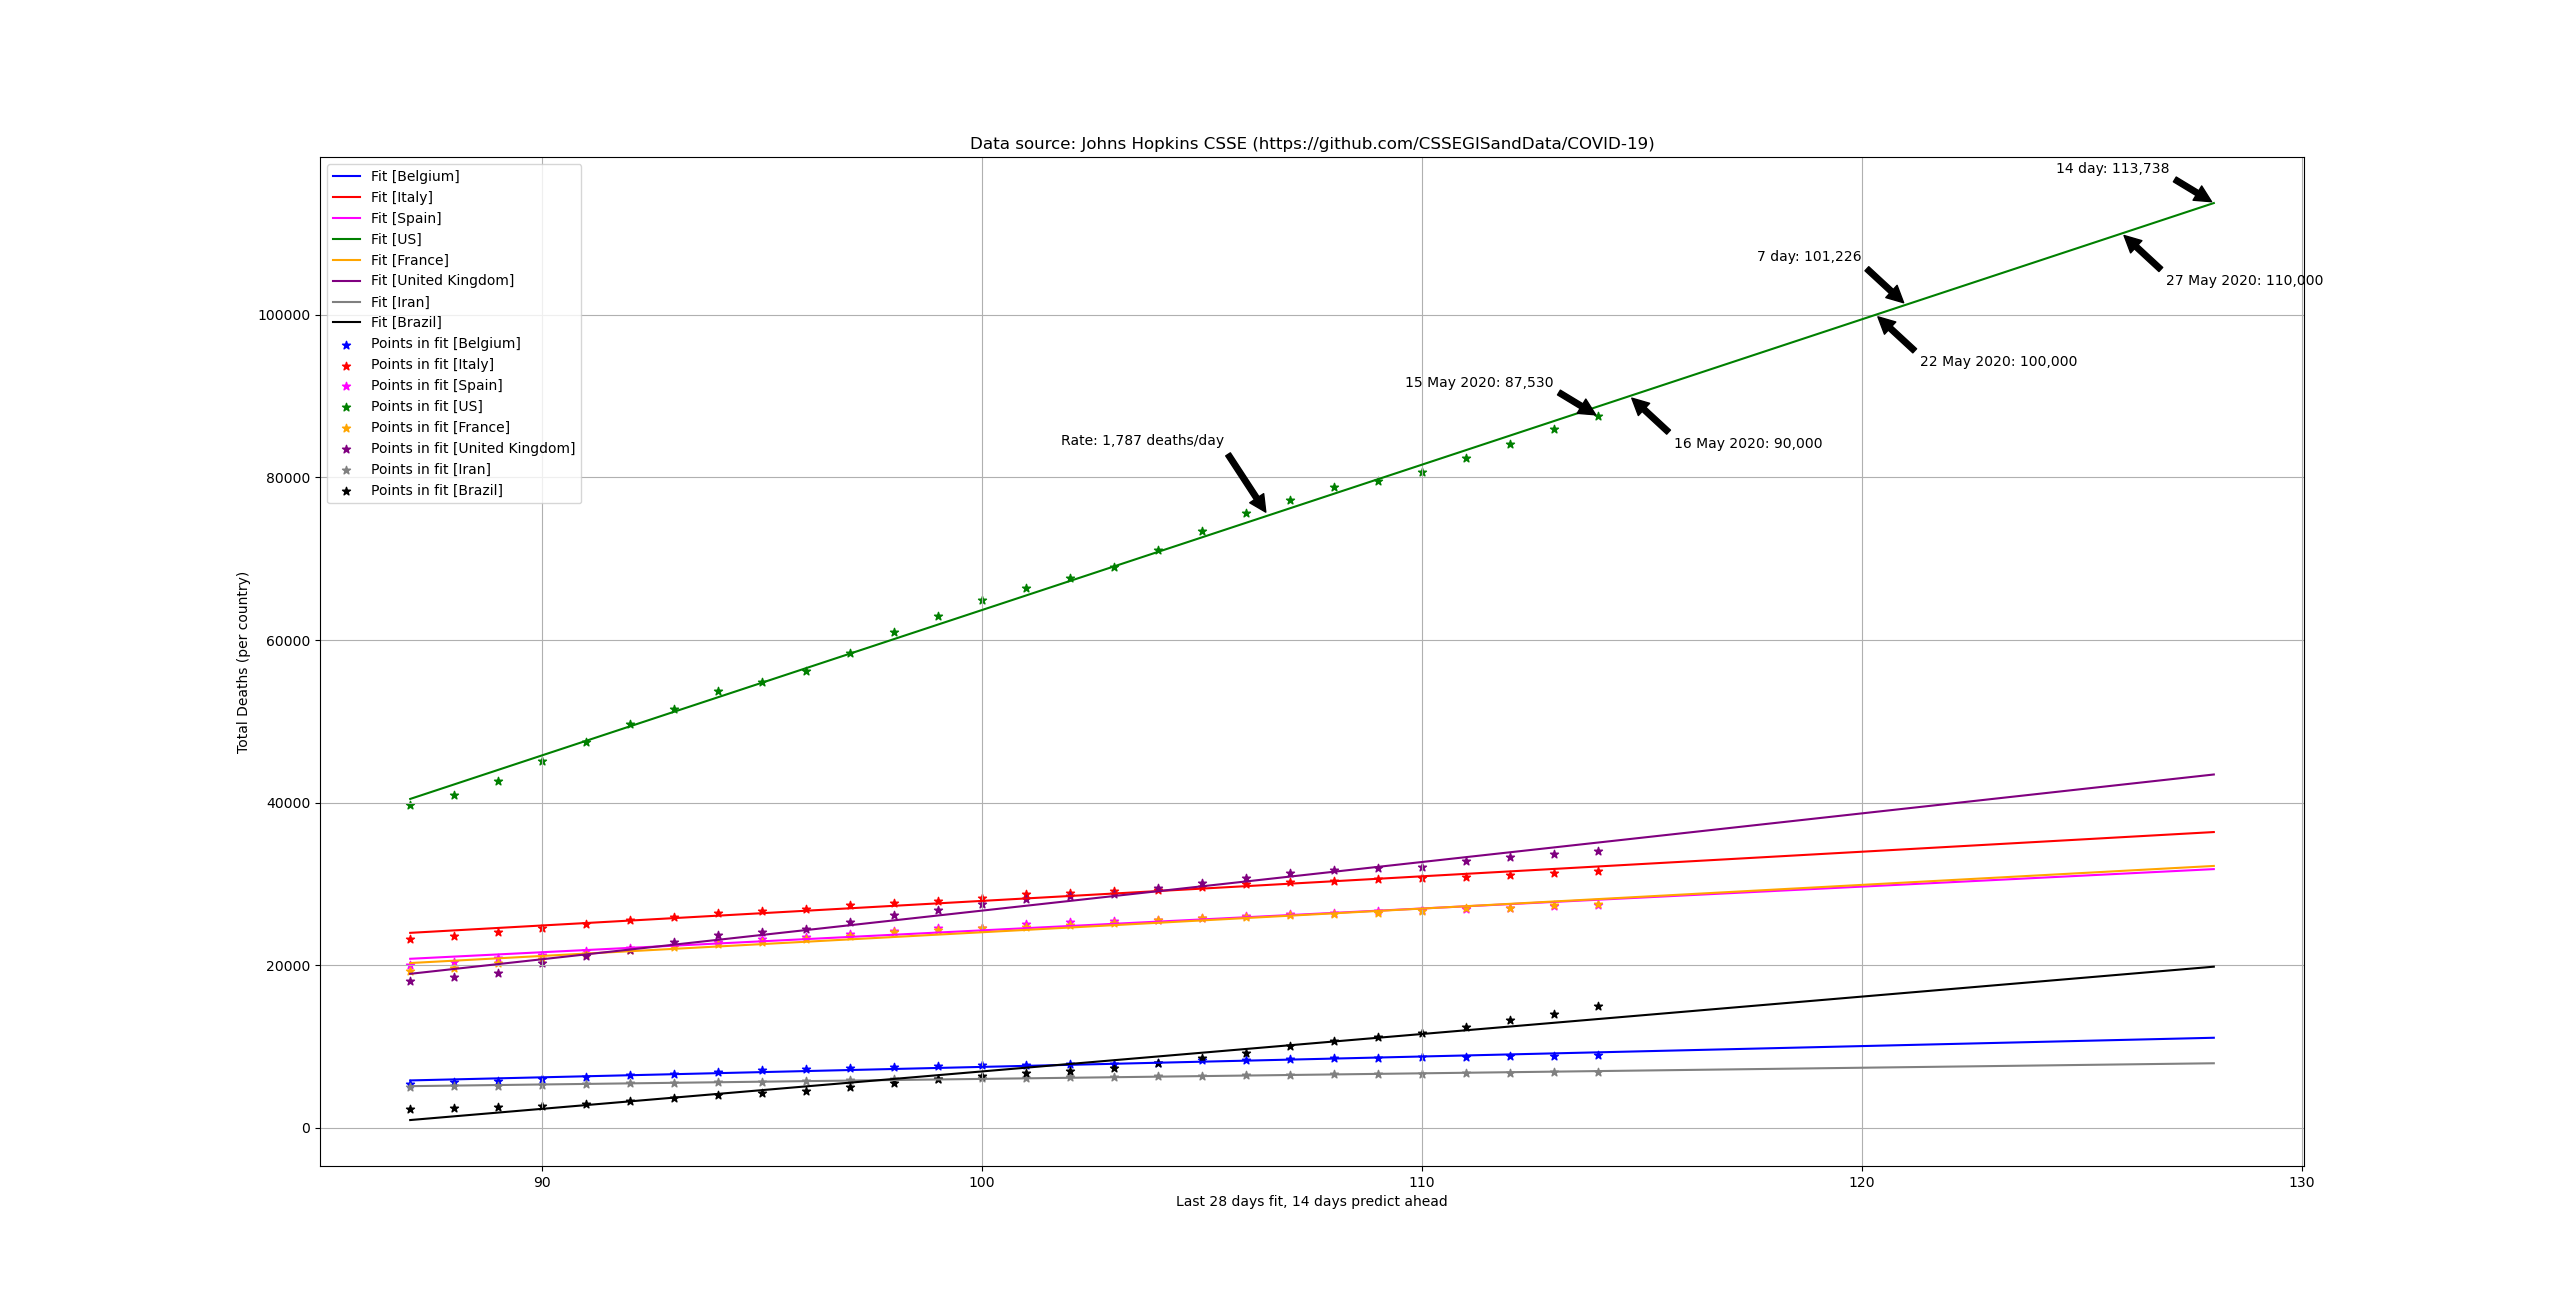 Data source: Johns Hopkins CSSE (https://github.com/CSSEGISandData/COVID-19)
Fit [Belgium]
Fit [Italy]
Fit [Spain]
Fit [US]
Fit [France]
Fit [United Kingdom]
Fit [Iran]
Fit [Brazil]
Points in fit [Belgium]
Points in fit [Italy]
Points in fit [Spain]
Points in fit [US]
Points in fit [France]
Points in fit [United Kingdom]
Points in fit [Iran]
Points in fit [Brazil]
14 day: 113,738
7 day: 101,226
27 May 2020: 110,000
22 May 2020: 100,000
15 May 2020: 87,530
16 May 2020: 90,000
Rate: 1,787 deaths/day
Total Deaths (per country)
100000
80000
60000
40000
20000
0
90
100
110
120
130
Last 28 days fit, 14 days predict ahead